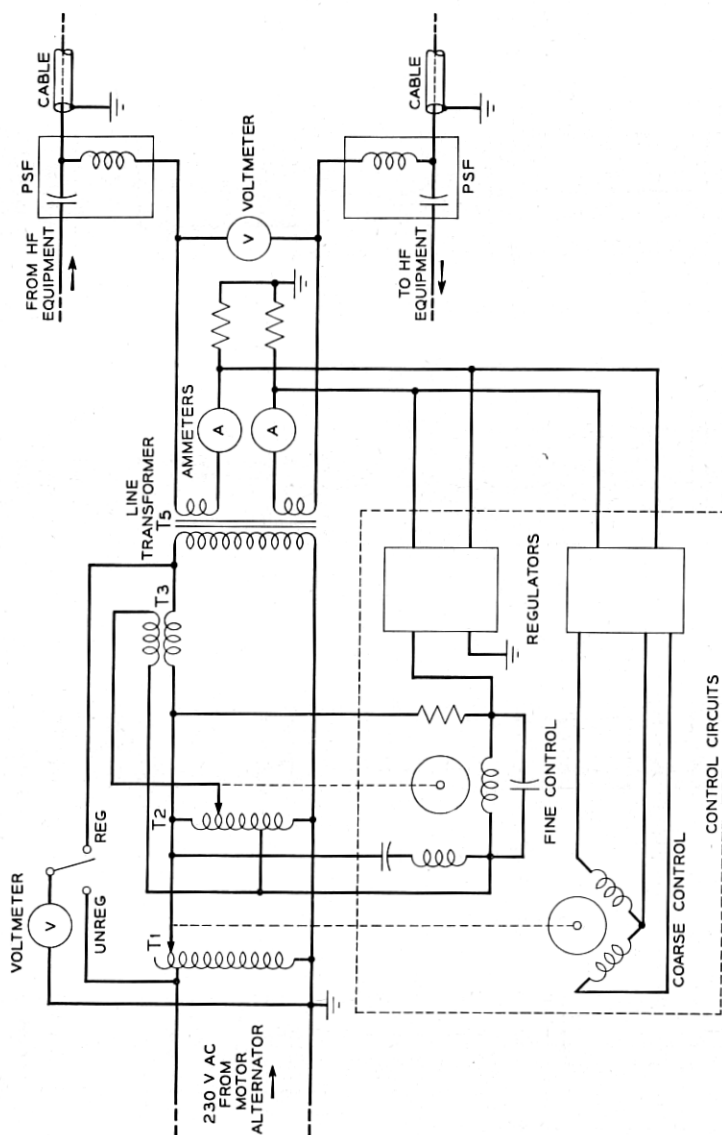 VOLTMETER
V
UNREG
REG
230 V AC
FROM
MOTOR
ALTERNATOR
T1
T2
T3
LINE
TRANSFORMER
T5
AMMETERS
A
A
FROM HF
EQUIPMENT
PSF
CABLE
V
VOLTMETER
TO HF
EQUIPMENT
PSF
CABLE
REGULATORS
FINE CONTROL
COARSE CONTROL
CONTROL CIRCUITS